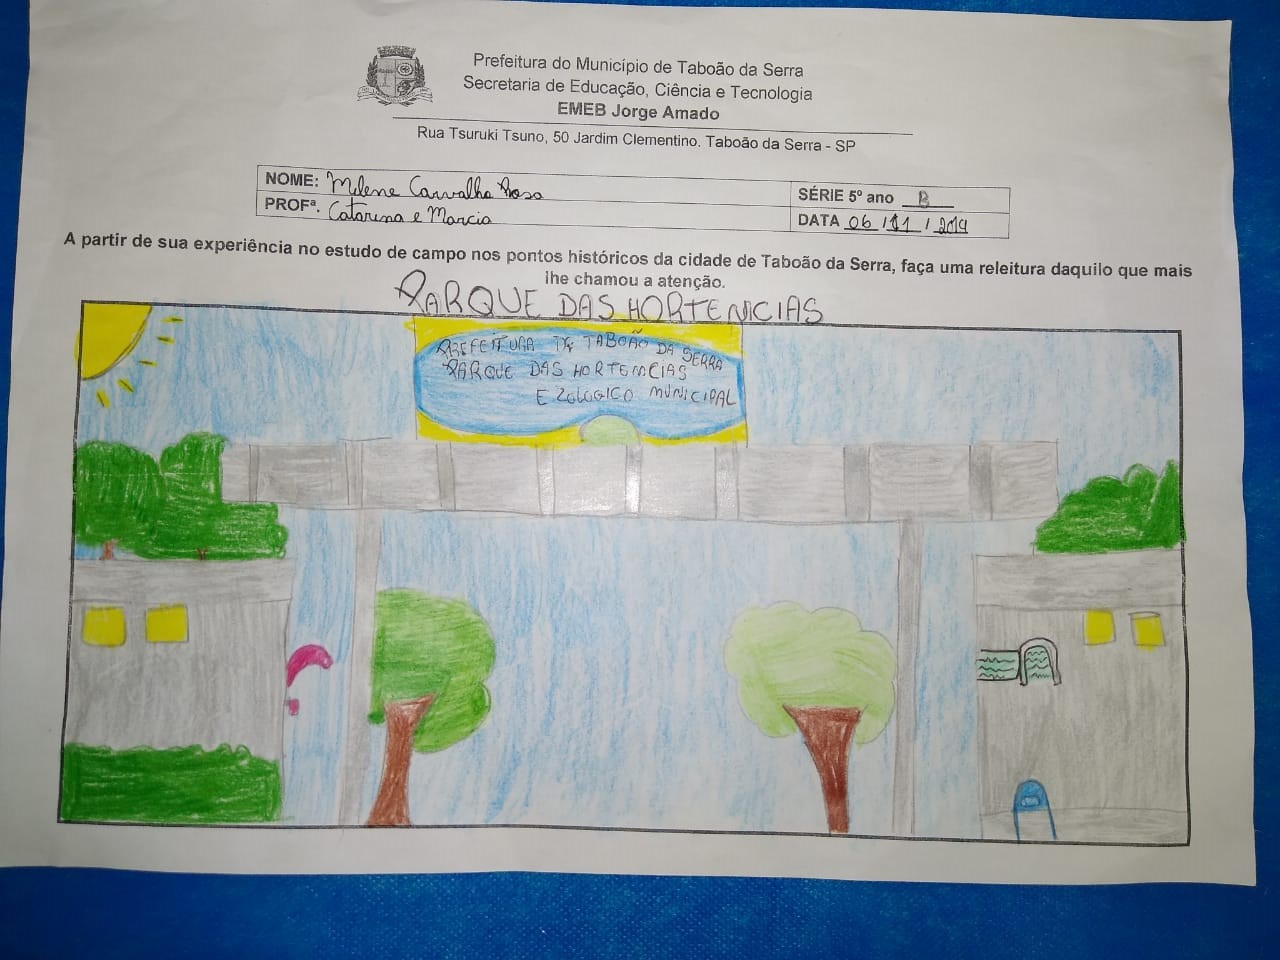 Prefeitura do Município de Taboão da Serra
Secretaria de Educação, Ciência e Tecnologia
EMEB Jorge Amado
Rua Tsuruki Tsuno, 50 Jardim Clementino. Taboão da Serra - SP
NOME: Milene Carvalho Rosa SÉRIE 5º ano B
PROFª. Catarina e Marcia DATA 06/11/2019
A partir de sua experiência no estudo de campo nos pontos históricos da cidade de Taboão da Serra, faça uma releitura daquilo que mais
lhe chamou a atenção.
PARQUE DAS HORTENCIAS
PREFEITURA DE TABOÃO DA SERRA
PARQUE DAS HORTENCIAS
E ZOLOGICO MUNICIPAL